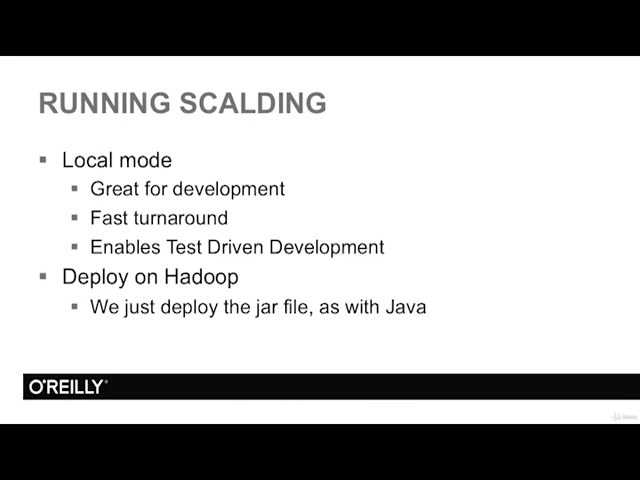 RUNNING SCALDING
▪ Local mode
▪ Great for development
▪ Fast turnaround
▪ Enables Test Driven Development
▪ Deploy on Hadoop
▪ We just deploy the jar file, as with Java
O'REILLY®